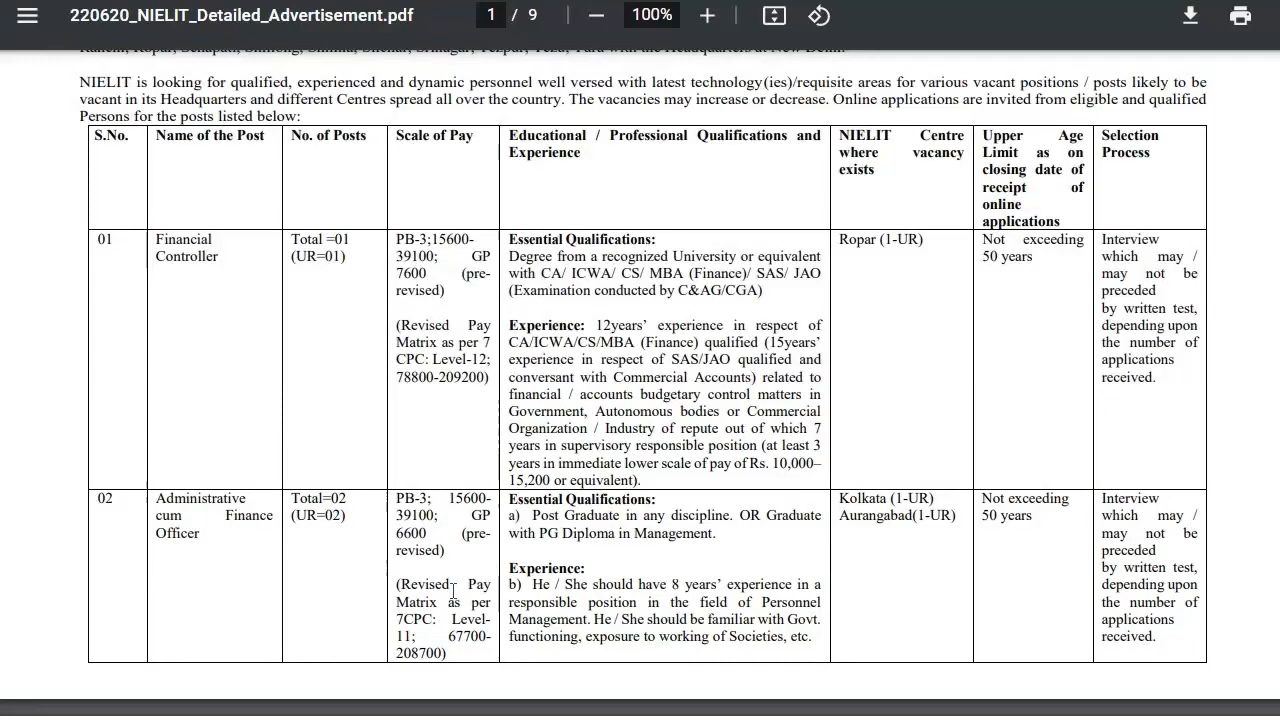 220620_NIELIT_Detailed_Advertisement.pdf
1 / 9
100%
NIELIT is looking for qualified, experienced and dynamic personnel well versed with latest technology(ies)/requisite areas for various vacant positions / posts likely to be
vacant in its Headquarters and different Centres spread all over the country. The vacancies may increase or decrease. Online applications are invited from eligible and qualified
Persons for the posts listed below:
S.No.
Name of the Post
No. of Posts
Scale of Pay
Educational / Professional Qualifications and
Experience
NIELIT Centre
where vacancy
exists
Upper Age
Limit as on
closing date of
receipt of
online
applications
Selection
Process
01
Financial
Controller
Total =01
(UR=01)
PB-3;15600-
39100; GP
7600 (pre-
revised)
(Revised Pay
Matrix as per 7
CPC: Level-12;
78800-209200)
Essential Qualifications:
Degree from a recognized University or equivalent
with CA/ ICWA/ CS/ MBA (Finance)/ SAS/ JAO
(Examination conducted by C&AG/CGA)
Experience: 12years' experience in respect of
CA/ICWA/CS/MBA (Finance) qualified (15years'
experience in respect of SAS/JAO qualified and
conversant with Commercial Accounts) related to
financial / accounts budgetary control matters in
Government, Autonomous bodies or Commercial
Organization / Industry of repute out of which 7
years in supervisory responsible position (at least 3
years in immediate lower scale of pay of Rs. 10,000–
15,200 or equivalent).
Ropar (1-UR)
Not exceeding
50 years
Interview
which may /
may not be
preceded
by written test,
depending upon
the number of
applications
received.
02
Administrative
cum Finance
Officer
Total=02
(UR=02)
PB-3; 15600-
39100; GP
6600 (pre-
revised)
(Revised Pay
Matrix as per
7CPC: Level-
11; 67700-
208700)
Essential Qualifications:
a) Post Graduate in any discipline. OR Graduate
with PG Diploma in Management.
Experience:
b) He / She should have 8 years' experience in a
responsible position in the field of Personnel
Management. He / She should be familiar with Govt.
functioning, exposure to working of Societies, etc.
Kolkata (1-UR)
Aurangabad(1-UR)
Not exceeding
50 years
Interview
which may /
may not be
preceded
by written test,
depending upon
the number of
applications
received.